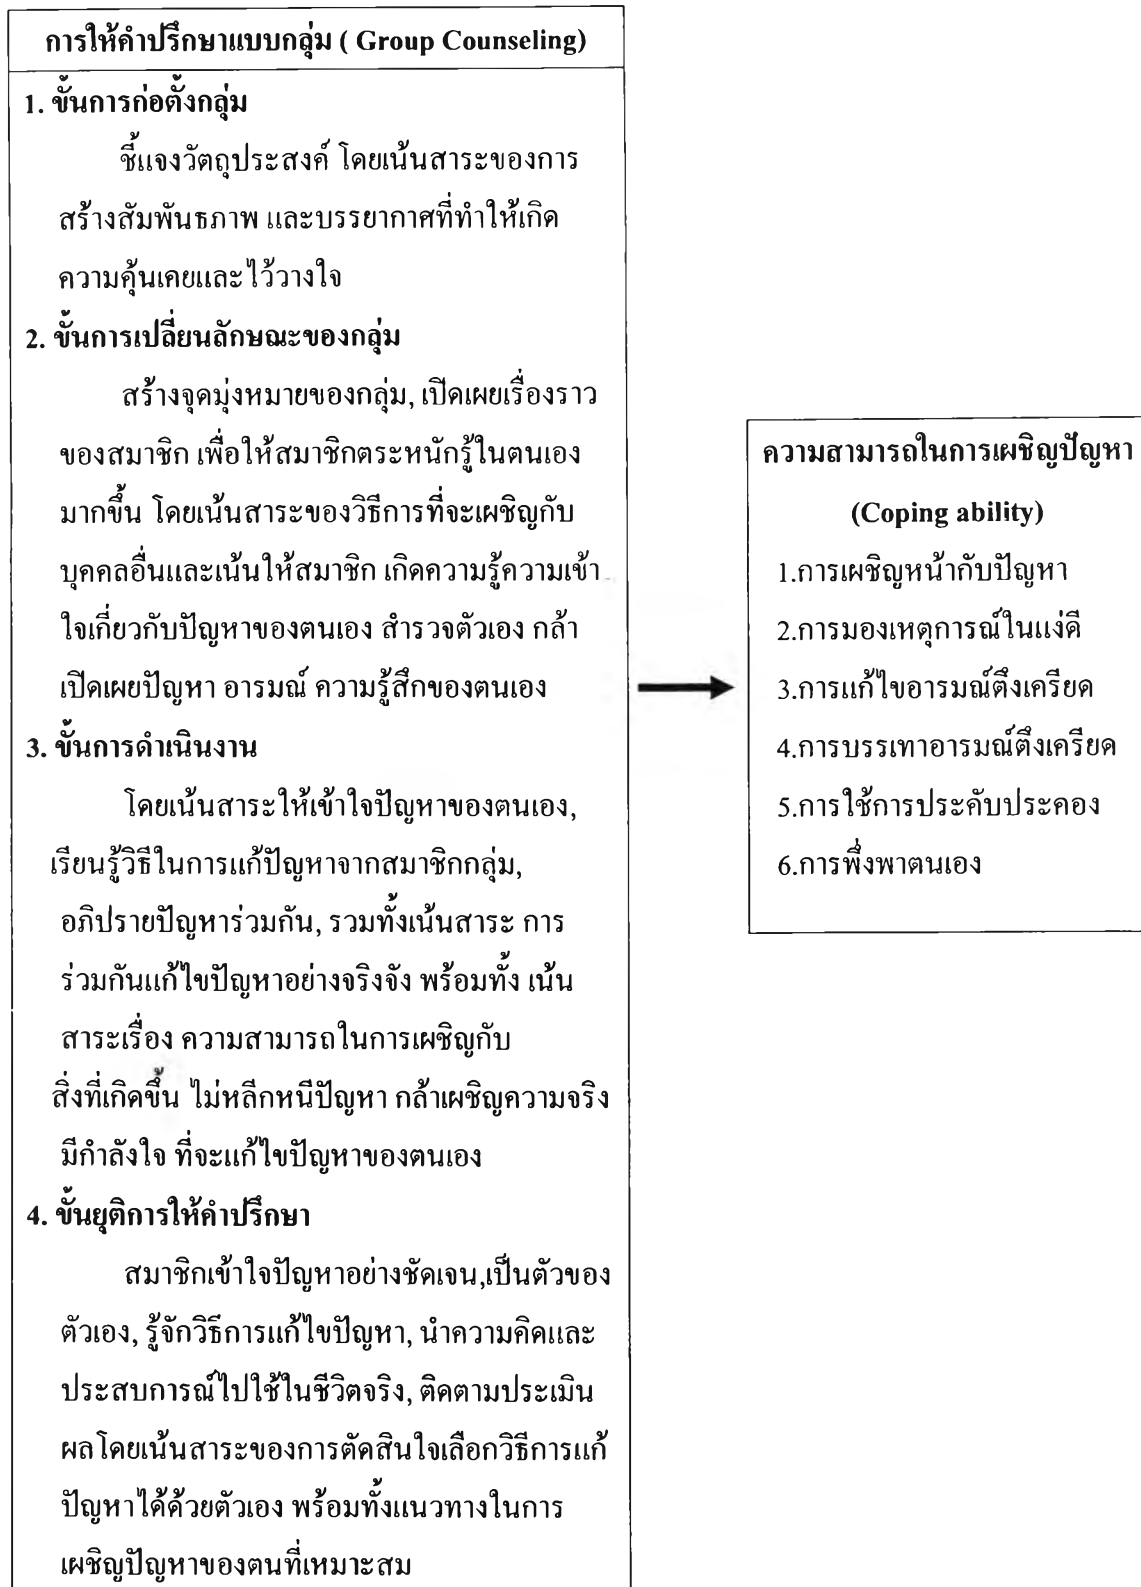 การให้คำปรึกษาแบบกลุ่ม ( Group Counseling)
1. ขั้นการก่อตั้งกลุ่ม
ชี้แจงวัตถุประสงค์ โดยเน้นสาระของการ
สร้างสัมพันธภาพ และบรรยากาศที่ทำให้เกิด
ความคุ้นเคยและไว้วางใจ
2. ขั้นการเปลี่ยนลักษณะของกลุ่ม
สร้างจุดมุ่งหมายของกลุ่ม, เปิดเผยเรื่องราว
ของสมาชิก เพื่อให้สมาชิกตระหนักรู้ในตนเอง
มากขึ้น โดยเน้นสาระของวิธีการที่จะเผชิญกับ
บุคคลอื่นและเน้นให้สมาชิก เกิดความรู้ความเข้า
ใจเกี่ยวกับปัญหาของตนเอง สำรวจตัวเอง กล้า
เปิดเผยปัญหา อารมณ์ ความรู้สึกของตนเอง
3. ขั้นการดำเนินงาน
โดยเน้นสาระให้เข้าใจปัญหาของตนเอง,
เรียนรู้วิธีในการแก้ปัญหาจากสมาชิกกลุ่ม,
อภิปรายปัญหาร่วมกัน, รวมทั้งเน้นสาระ การ
ร่วมกันแก้ไขปัญหาอย่างจริงจัง พร้อมทั้ง เน้น
สาระเรื่อง ความสามารถในการเผชิญกับ
สิ่งที่เกิดขึ้น ไม่หลีกหนีปัญหา กล้าเผชิญความจริง
มีกำลังใจ ที่จะแก้ไขปัญหาของตนเอง
4. ขั้นยุติการให้คำปรึกษา
สมาชิกเข้าใจปัญหาอย่างชัดเจน,เป็นตัวของ
ตัวเอง, รู้จักวิธีการแก้ไขปัญหา, นำความคิดและ
ประสบการณ์ไปใช้ในชีวิตจริง, ติดตามประเมิน
ผลโดยเน้นสาระของการตัดสินใจเลือกวิธีการแก้
ปัญหาได้ด้วยตัวเอง พร้อมทั้งแนวทางในการ
เผชิญปัญหาของตนที่เหมาะสม
ความสามารถในการเผชิญปัญหา
(Coping ability)
1.การเผชิญหน้ากับปัญหา
2.การมองเหตุการณ์ในแง่ดี
3.การแก้ไขอารมณ์ตึงเครียด
4.การบรรเทาอารมณ์ตึงเครียด
5.การใช้การประคับประคอง
6.การพึ่งพาตนเอง